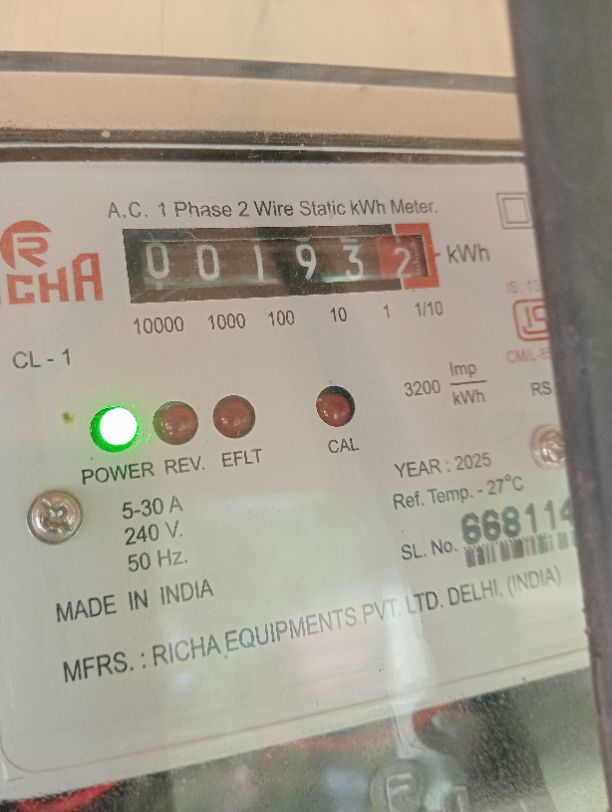 A.C. 1 Phase 2 Wire Static kWh Meter.
RICHA
0 0 1 9 3 2 kWh
10000 1000 100 10 1 1/10
CL - 1
3200 Imp/kWh
POWER REV. EFLT CAL
5-30 A
240 V.
50 Hz.
YEAR : 2025
Ref. Temp. - 27°C
SL. No. 668114
MADE IN INDIA
MFRS. : RICHA EQUIPMENTS PVT. LTD. DELHI, (INDIA)